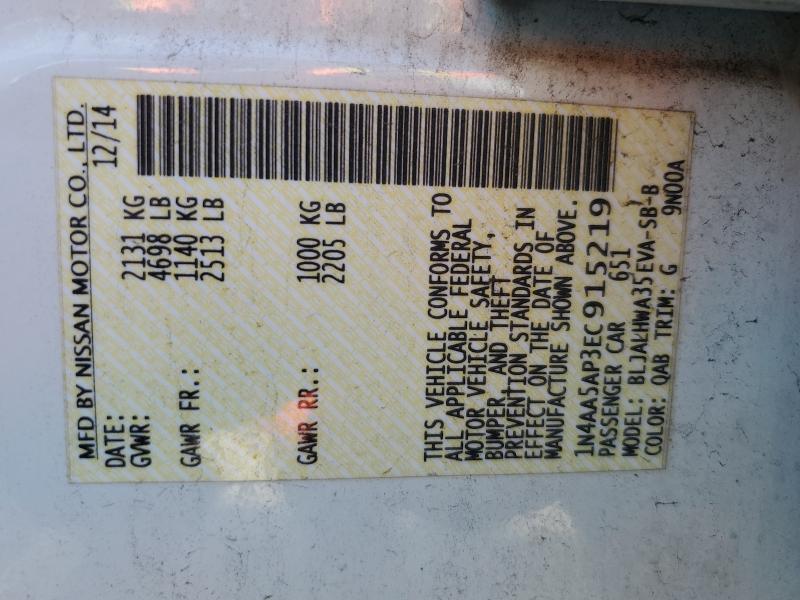 MFD BY NISSAN MOTOR CO., LTD.
DATE: 12/14
GVWR: 2131 KG
4698 LB
GAWR FR.: 1140 KG
2513 LB
GAWR RR.: 1000 KG
2205 LB
THIS VEHICLE CONFORMS TO
ALL APPLICABLE FEDERAL
MOTOR VEHICLE SAFETY,
BUMPER, AND THEFT
PREVENTION STANDARDS IN
EFFECT ON THE DATE OF
MANUFACTURE SHOWN ABOVE.
1N4AA5AP3EC915219
PASSENGER CAR 651
MODEL: BLJALHWA35EVA-SB-B
COLOR: QAB TRIM: G 9N00A